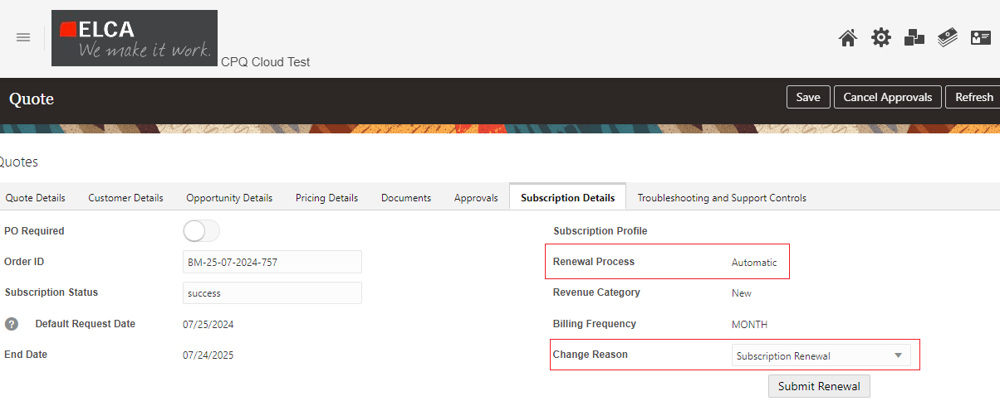 ELCA
We make it work.
CPQ Cloud Test
Quote
Save
Cancel Approvals
Refresh
Quotes
Quote Details
Customer Details
Opportunity Details
Pricing Details
Documents
Approvals
Subscription Details
Troubleshooting and Support Controls
PO Required
Order ID
BM-25-07-2024-757
Subscription Status
success
? Default Request Date
07/25/2024
End Date
07/24/2025
Subscription Profile
Renewal Process
Automatic
Revenue Category
New
Billing Frequency
MONTH
Change Reason
Subscription Renewal
Submit Renewal